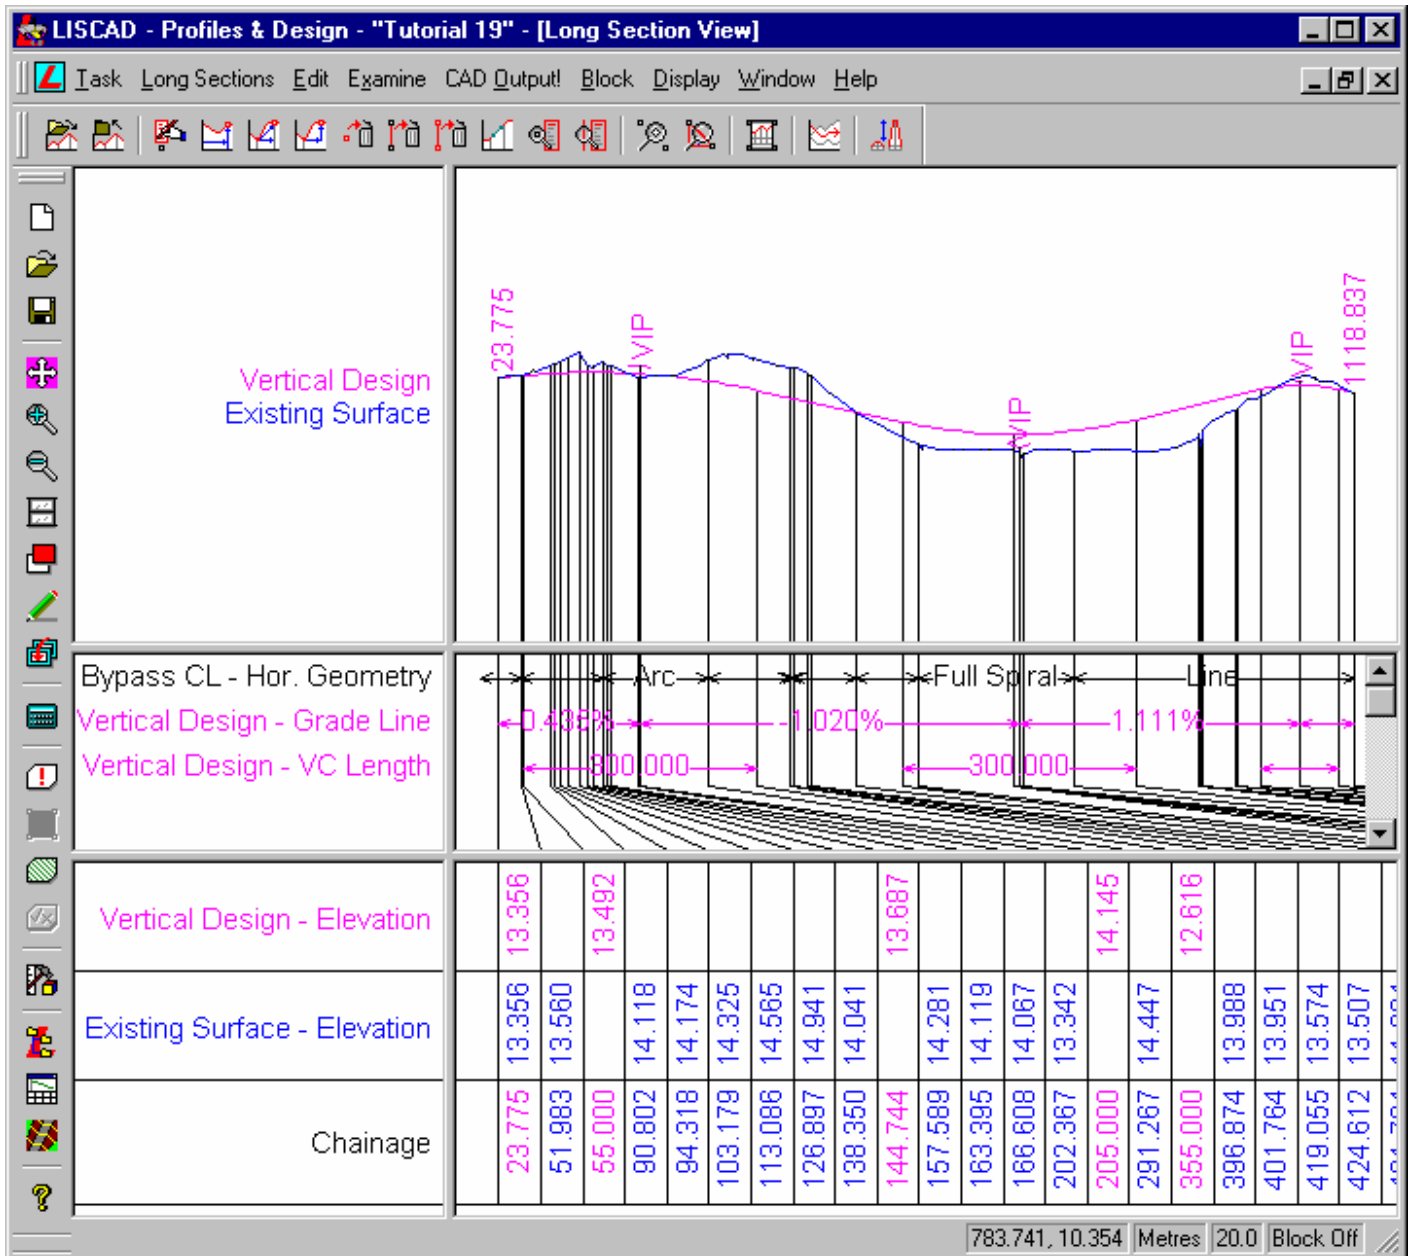 LISCAD - Profiles & Design - "Tutorial 19" - [Long Section View]
Task Long Sections Edit Examine CAD Output! Block Display Window Help
23.775
VIP
VIP
VIP
1118.837
Vertical Design
Existing Surface
Bypass CL - Hor. Geometry
Arc
Full Spiral
Line
Vertical Design - Grade Line
0.436%
-1.020%
1.111%
Vertical Design - VC Length
300.000
300.000
Vertical Design - Elevation
13.356
13.492
13.687
14.145
12.616
Existing Surface - Elevation
13.356
13.560
14.118
14.174
14.325
14.565
14.941
14.041
14.281
14.119
14.067
13.342
14.447
13.988
13.951
13.574
13.507
Chainage
23.775
51.983
55.000
90.802
94.318
103.179
113.086
126.897
138.350
144.744
157.589
163.395
166.608
202.367
205.000
291.267
355.000
396.874
401.764
419.055
424.612
783.741, 10.354 Metres 20.0 Block Off